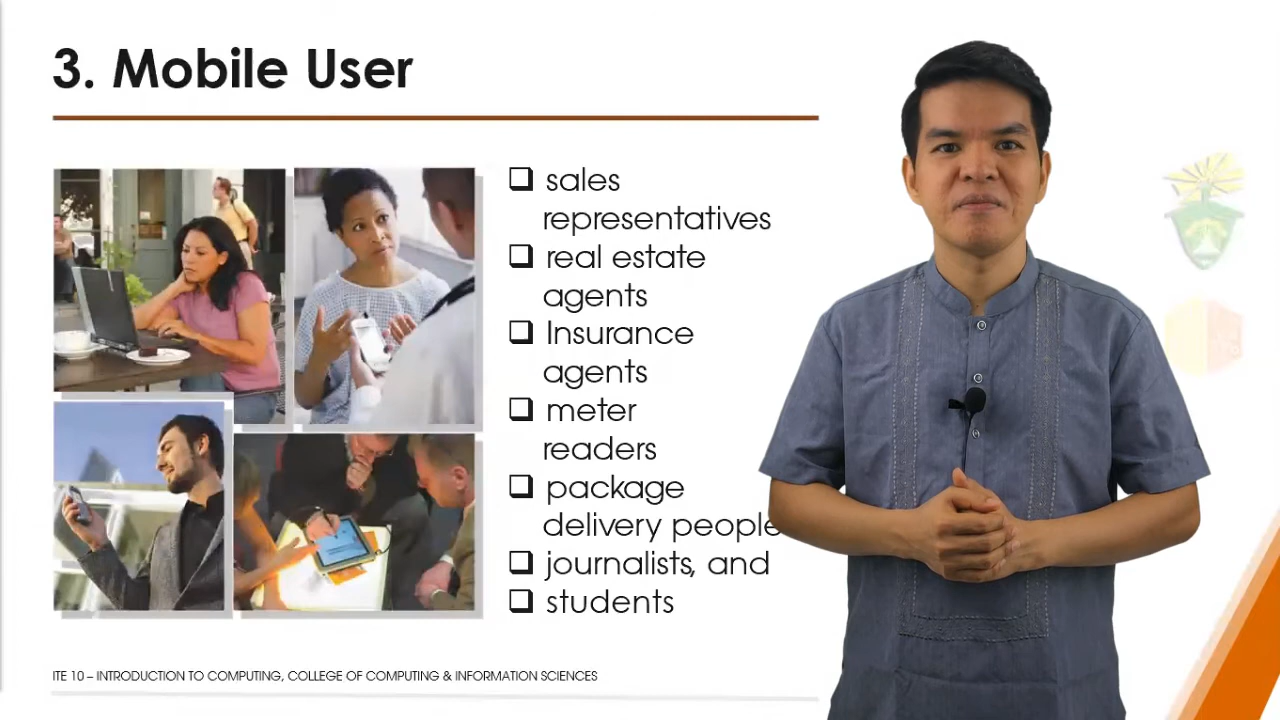 3. Mobile User
❑ sales
representatives
❑ real estate
agents
❑ Insurance
agents
❑ meter
readers
❑ package
delivery people
❑ journalists, and
❑ students
ITE 10 – INTRODUCTION TO COMPUTING, COLLEGE OF COMPUTING & INFORMATION SCIENCES